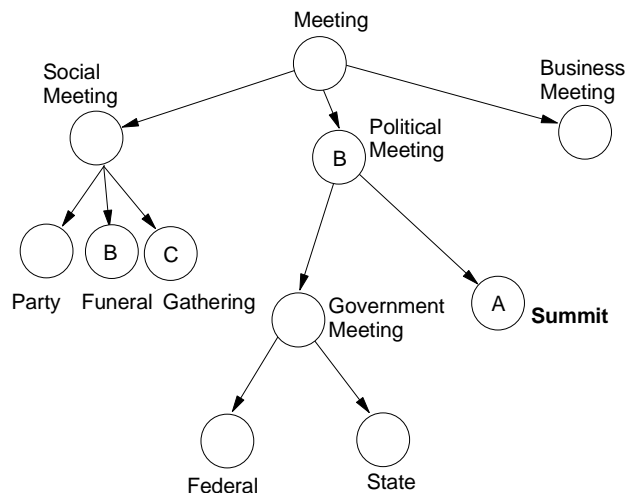 Meeting
Social
Meeting
Business
Meeting
Political
Meeting
B
B
C
Party Funeral Gathering
Government
Meeting
A
Summit
Federal
State